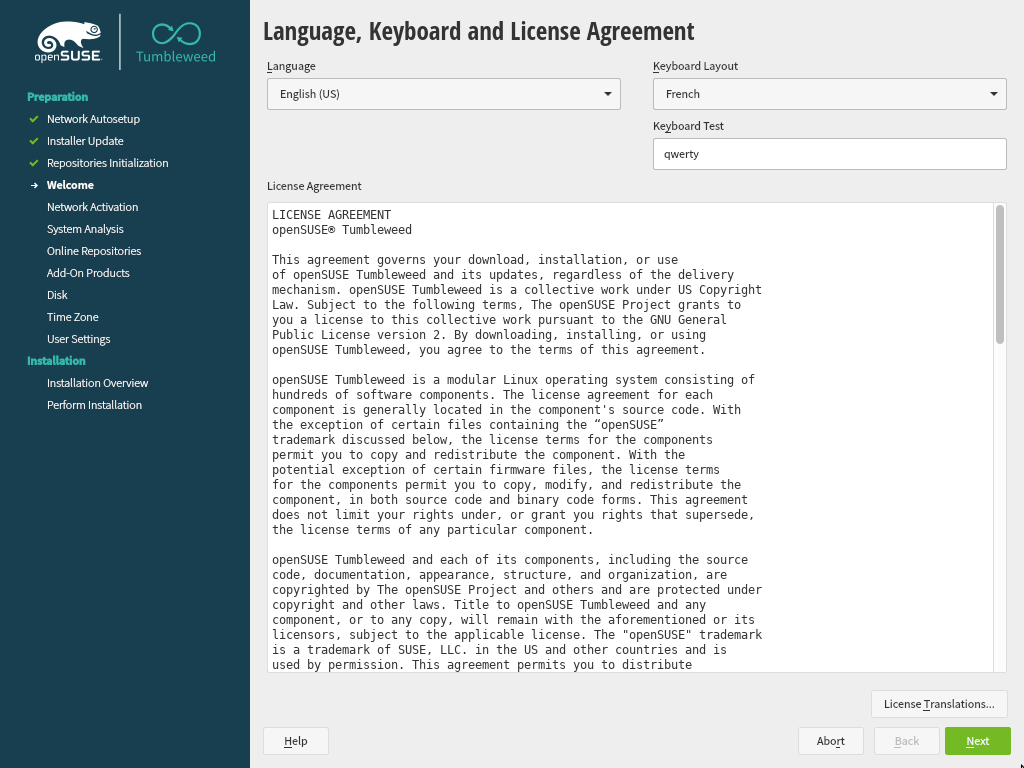 openSUSE
Tumbleweed
Preparation
Network Autosetup
Installer Update
Repositories Initialization
Welcome
Network Activation
System Analysis
Online Repositories
Add-On Products
Disk
Time Zone
User Settings
Installation
Installation Overview
Perform Installation
Language, Keyboard and License Agreement
Language
English (US)
Keyboard Layout
French
Keyboard Test
qwerty
License Agreement
LICENSE AGREEMENT
openSUSE® Tumbleweed
This agreement governs your download, installation, or use
of openSUSE Tumbleweed and its updates, regardless of the delivery
mechanism. openSUSE Tumbleweed is a collective work under US Copyright
Law. Subject to the following terms, The openSUSE Project grants to
you a license to this collective work pursuant to the GNU General
Public License version 2. By downloading, installing, or using
openSUSE Tumbleweed, you agree to the terms of this agreement.
openSUSE Tumbleweed is a modular Linux operating system consisting of
hundreds of software components. The license agreement for each
component is generally located in the component's source code. With
the exception of certain files containing the “openSUSE”
trademark discussed below, the license terms for the components
permit you to copy and redistribute the component. With the
potential exception of certain firmware files, the license terms
for the components permit you to copy, modify, and redistribute the
component, in both source code and binary code forms. This agreement
does not limit your rights under, or grant you rights that supersede,
the license terms of any particular component.
openSUSE Tumbleweed and each of its components, including the source
code, documentation, appearance, structure, and organization, are
copyrighted by The openSUSE Project and others and are protected under
copyright and other laws. Title to openSUSE Tumbleweed and any
component, or to any copy, will remain with the aforementioned or its
licensors, subject to the applicable license. The "openSUSE" trademark
is a trademark of SUSE, LLC. in the US and other countries and is
used by permission. This agreement permits you to distribute
License Translations...
Help
Abort
Back
Next